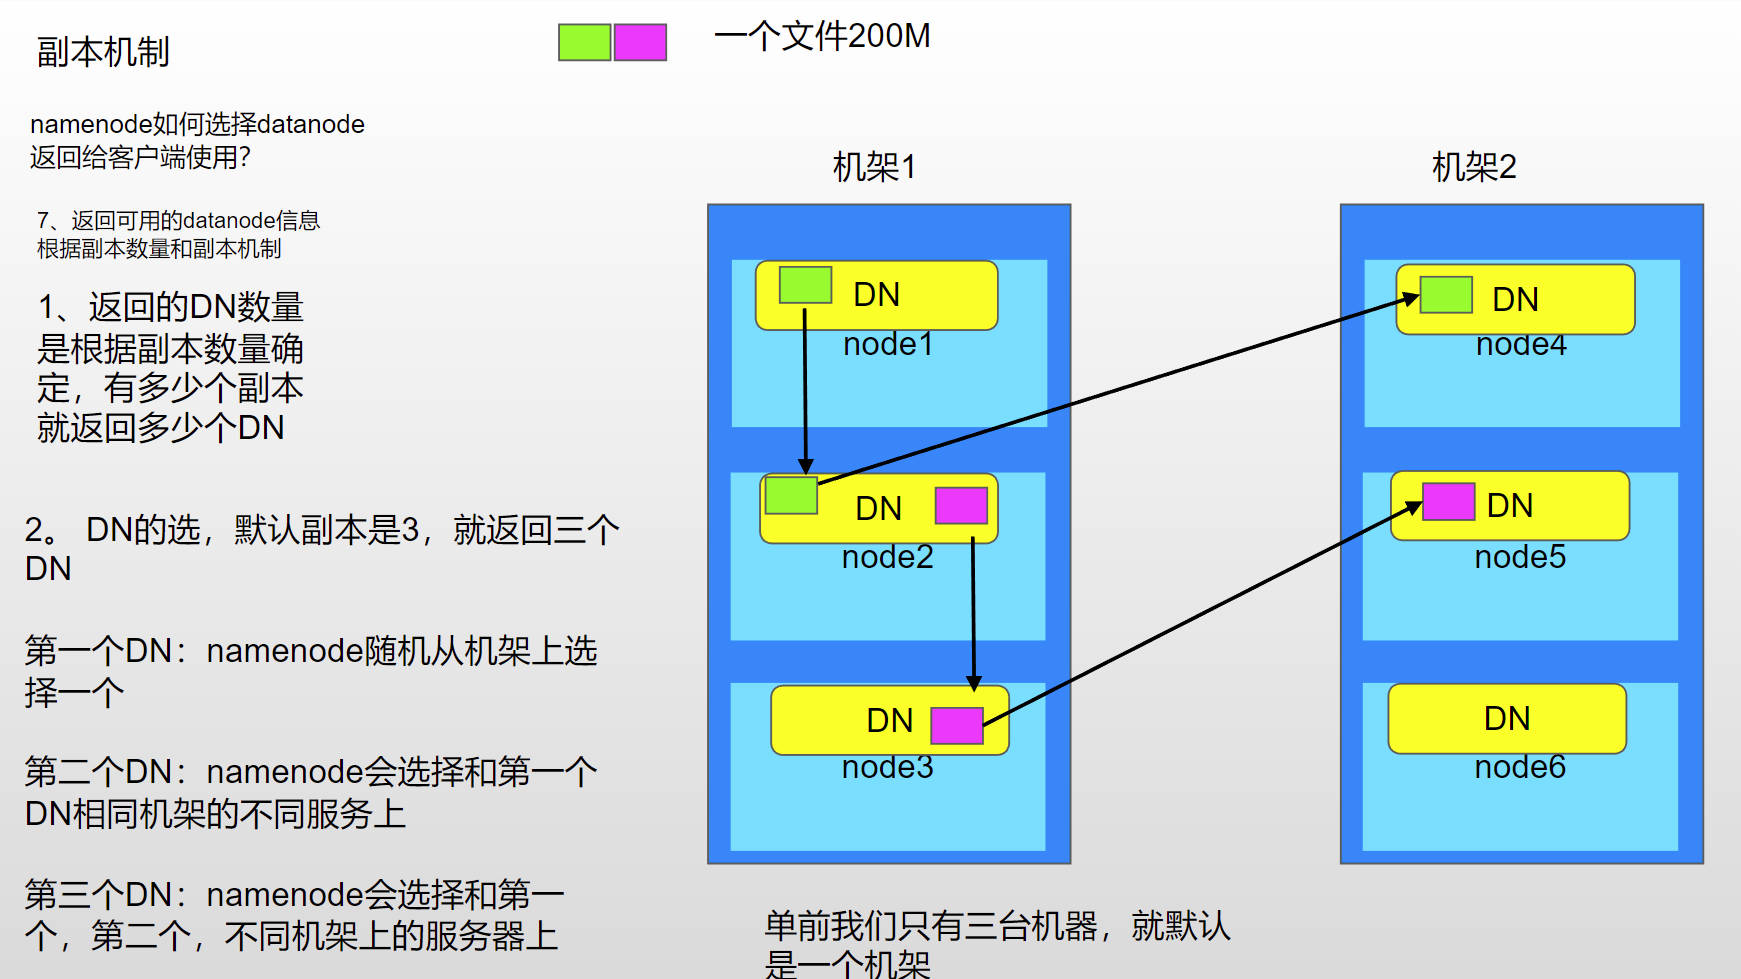 副本机制
一个文件200M
namenode如何选择datanode
返回给客户端使用？
7、返回可用的datanode信息
根据副本数量和副本机制
1、返回的DN数量
是根据副本数量确
定，有多少个副本
就返回多少个DN
2。 DN的选，默认副本是3，就返回三个
DN
第一个DN：namenode随机从机架上选
择一个
第二个DN：namenode会选择和第一个
DN相同机架的不同服务上
第三个DN：namenode会选择和第一
个，第二个，不同机架上的服务器上
机架1
DN
node1
DN
node2
DN
node3
机架2
DN
node4
DN
node5
DN
node6
单前我们只有三台机器，就默认
是一个机架